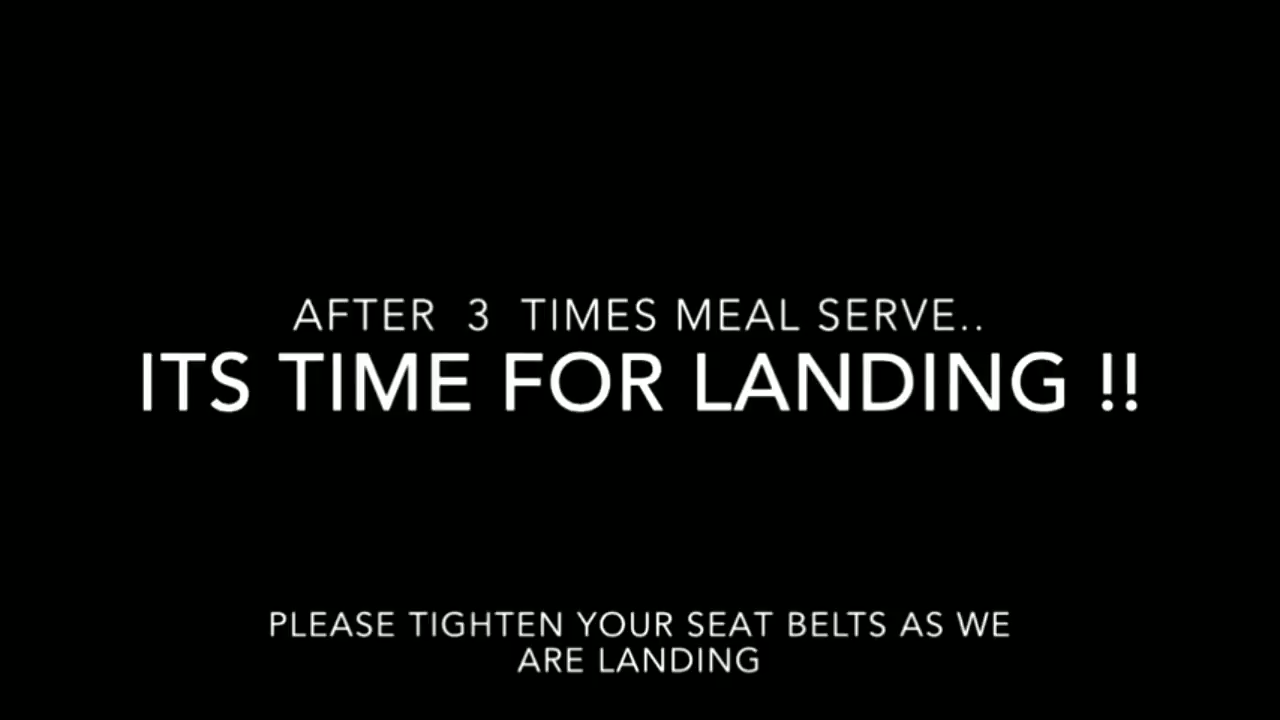 AFTER 3 TIMES MEAL SERVE..
ITS TIME FOR LANDING !!
PLEASE TIGHTEN YOUR SEAT BELTS AS WE
ARE LANDING